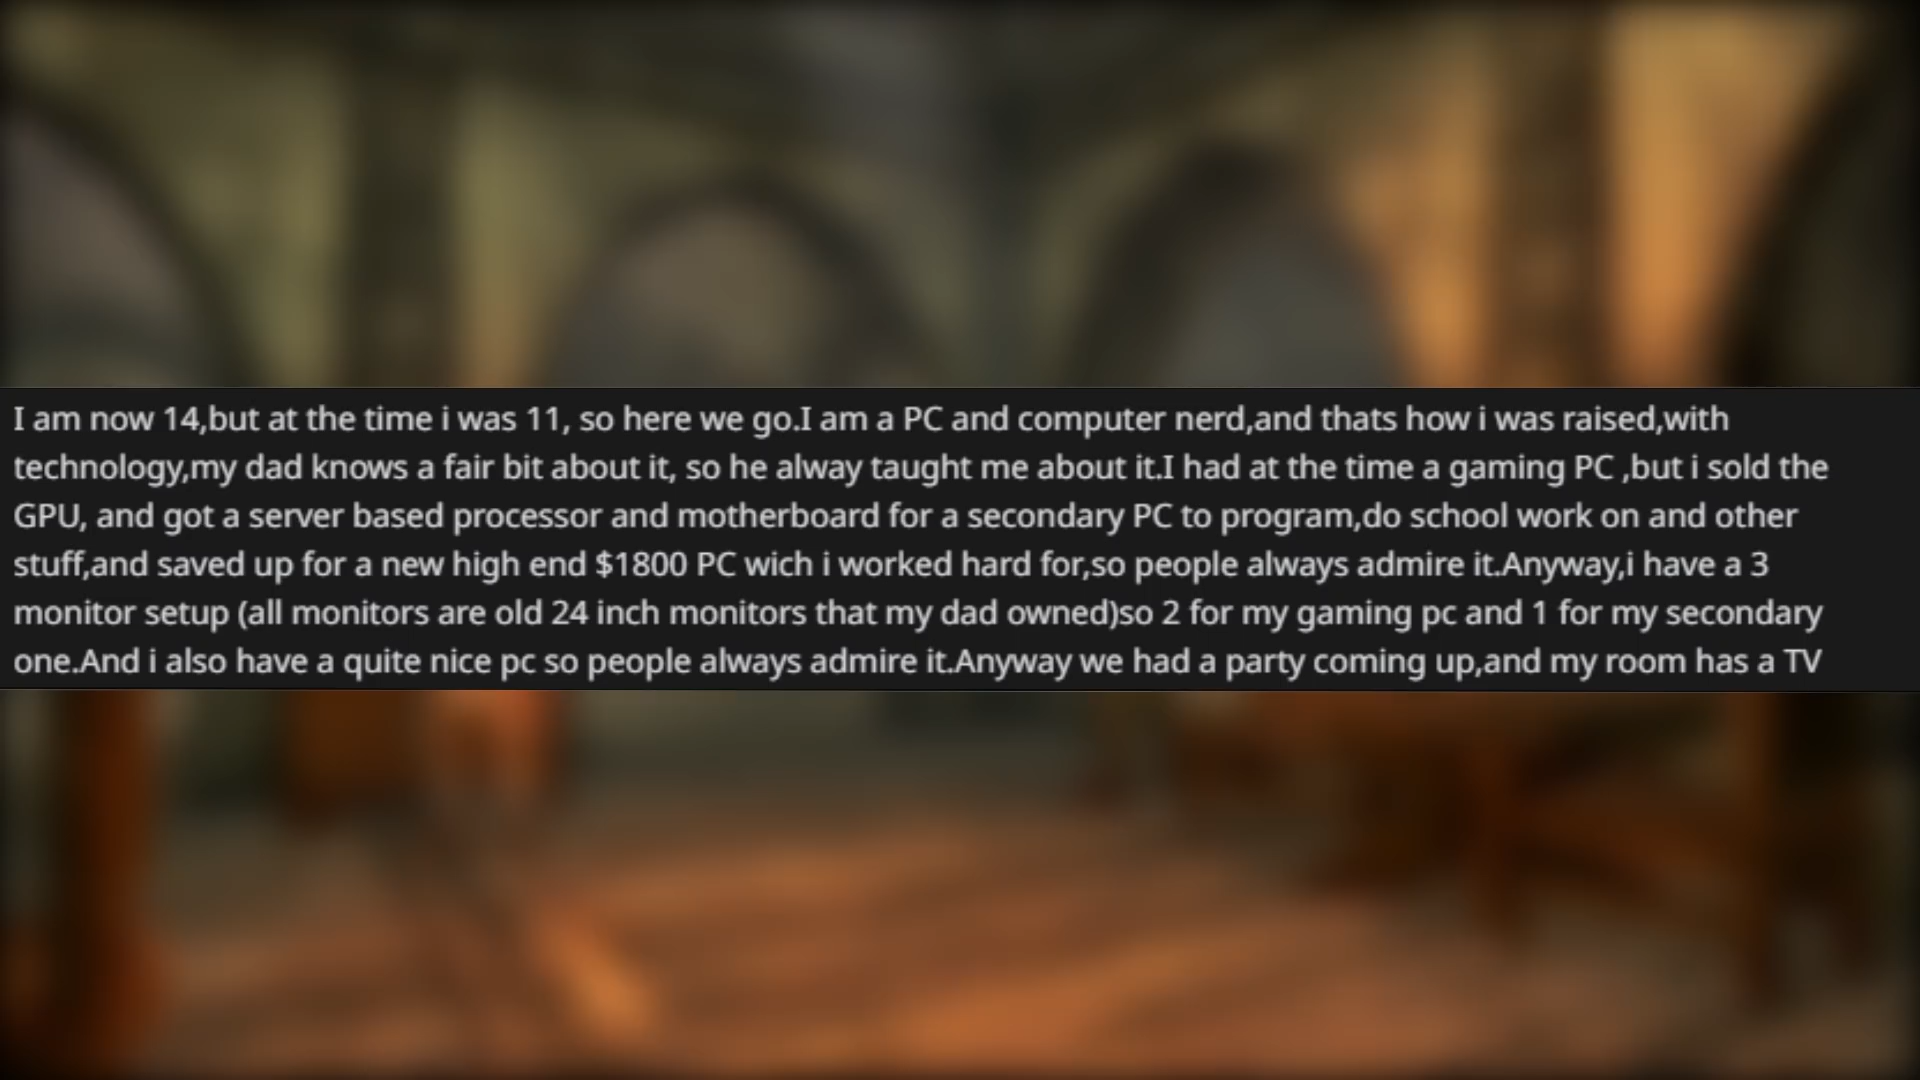 I am now 14,but at the time i was 11, so here we go.I am a PC and computer nerd,and thats how i was raised,with
technology,my dad knows a fair bit about it, so he alway taught me about it.I had at the time a gaming PC ,but i sold the
GPU, and got a server based processor and motherboard for a secondary PC to program,do school work on and other
stuff,and saved up for a new high end $1800 PC wich i worked hard for,so people always admire it.Anyway,i have a 3
monitor setup (all monitors are old 24 inch monitors that my dad owned)so 2 for my gaming pc and 1 for my secondary
one.And i also have a quite nice pc so people always admire it.Anyway we had a party coming up,and my room has a TV